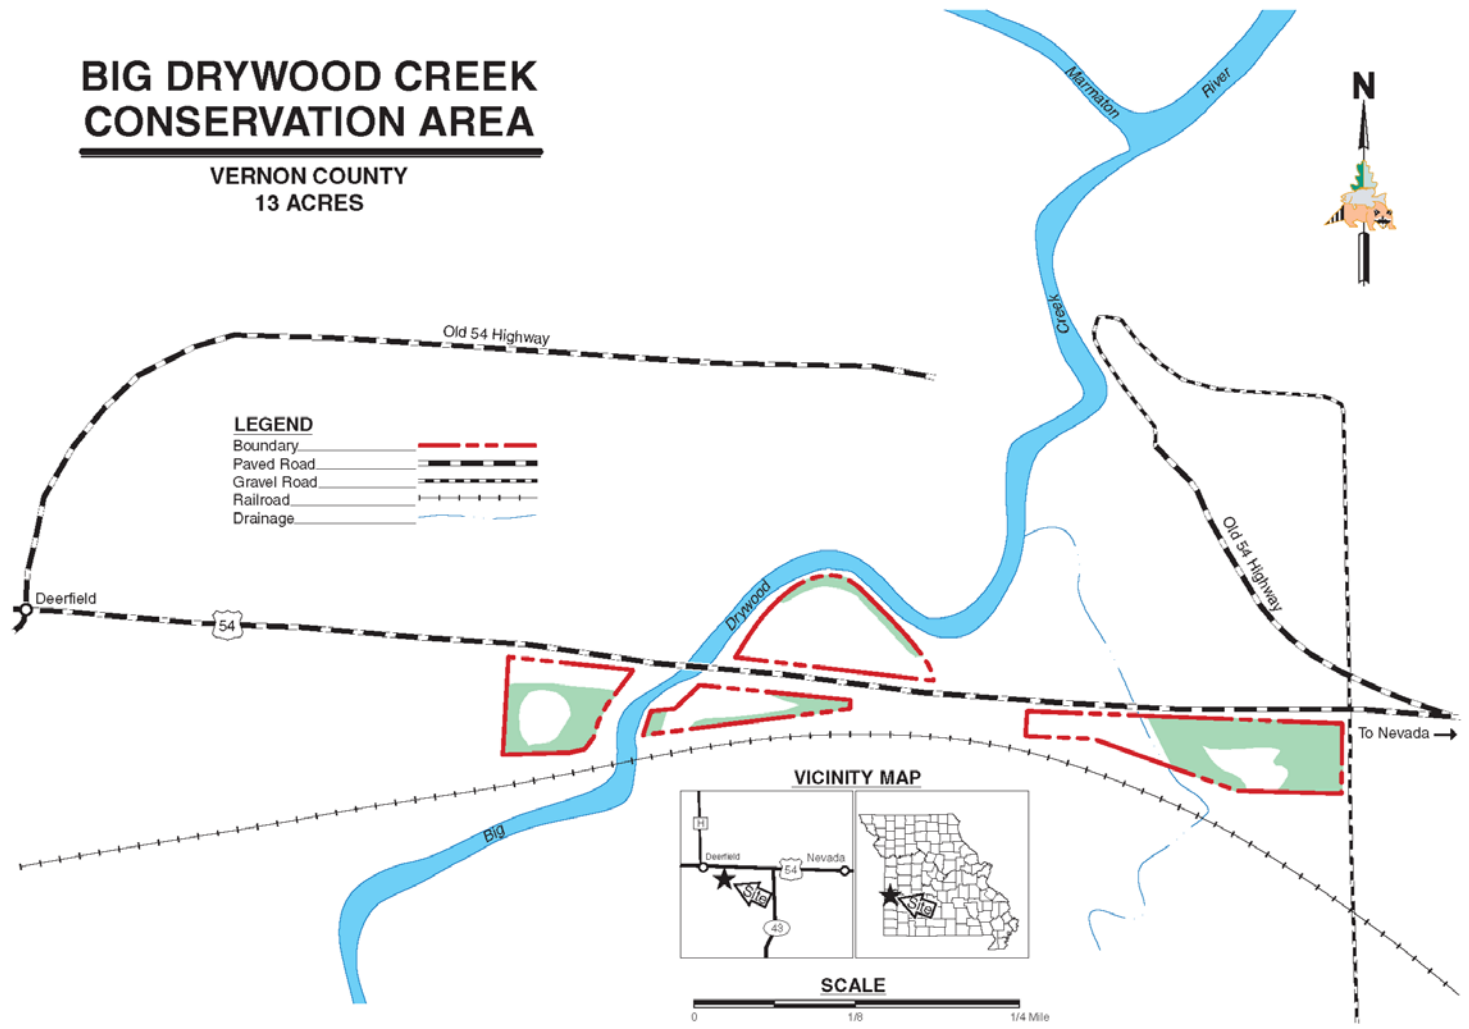 BIG DRYWOOD CREEK
CONSERVATION AREA
VERNON COUNTY
13 ACRES
Marmaton
River
N
Creek
Old 54 Highway
LEGEND
Boundary
Paved Road
Gravel Road
Railroad
Drainage
Old 54 Highway
Deerfield
54
Drywood
To Nevada
Big
VICINITY MAP
H
Deerfield
Nevada
54
Site
43
Site
SCALE
0
1/8
1/4 Mile